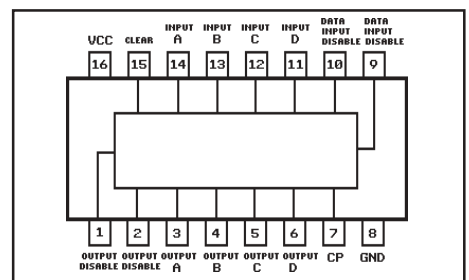 VCC CLEAR INPUT A INPUT B INPUT C INPUT D DATA INPUT DISABLE DATA INPUT DISABLE
16 15 14 13 12 11 10 9
1 2 3 4 5 6 7 8
OUTPUT DISABLE OUTPUT DISABLE OUTPUT A OUTPUT B OUTPUT C OUTPUT D CP GND